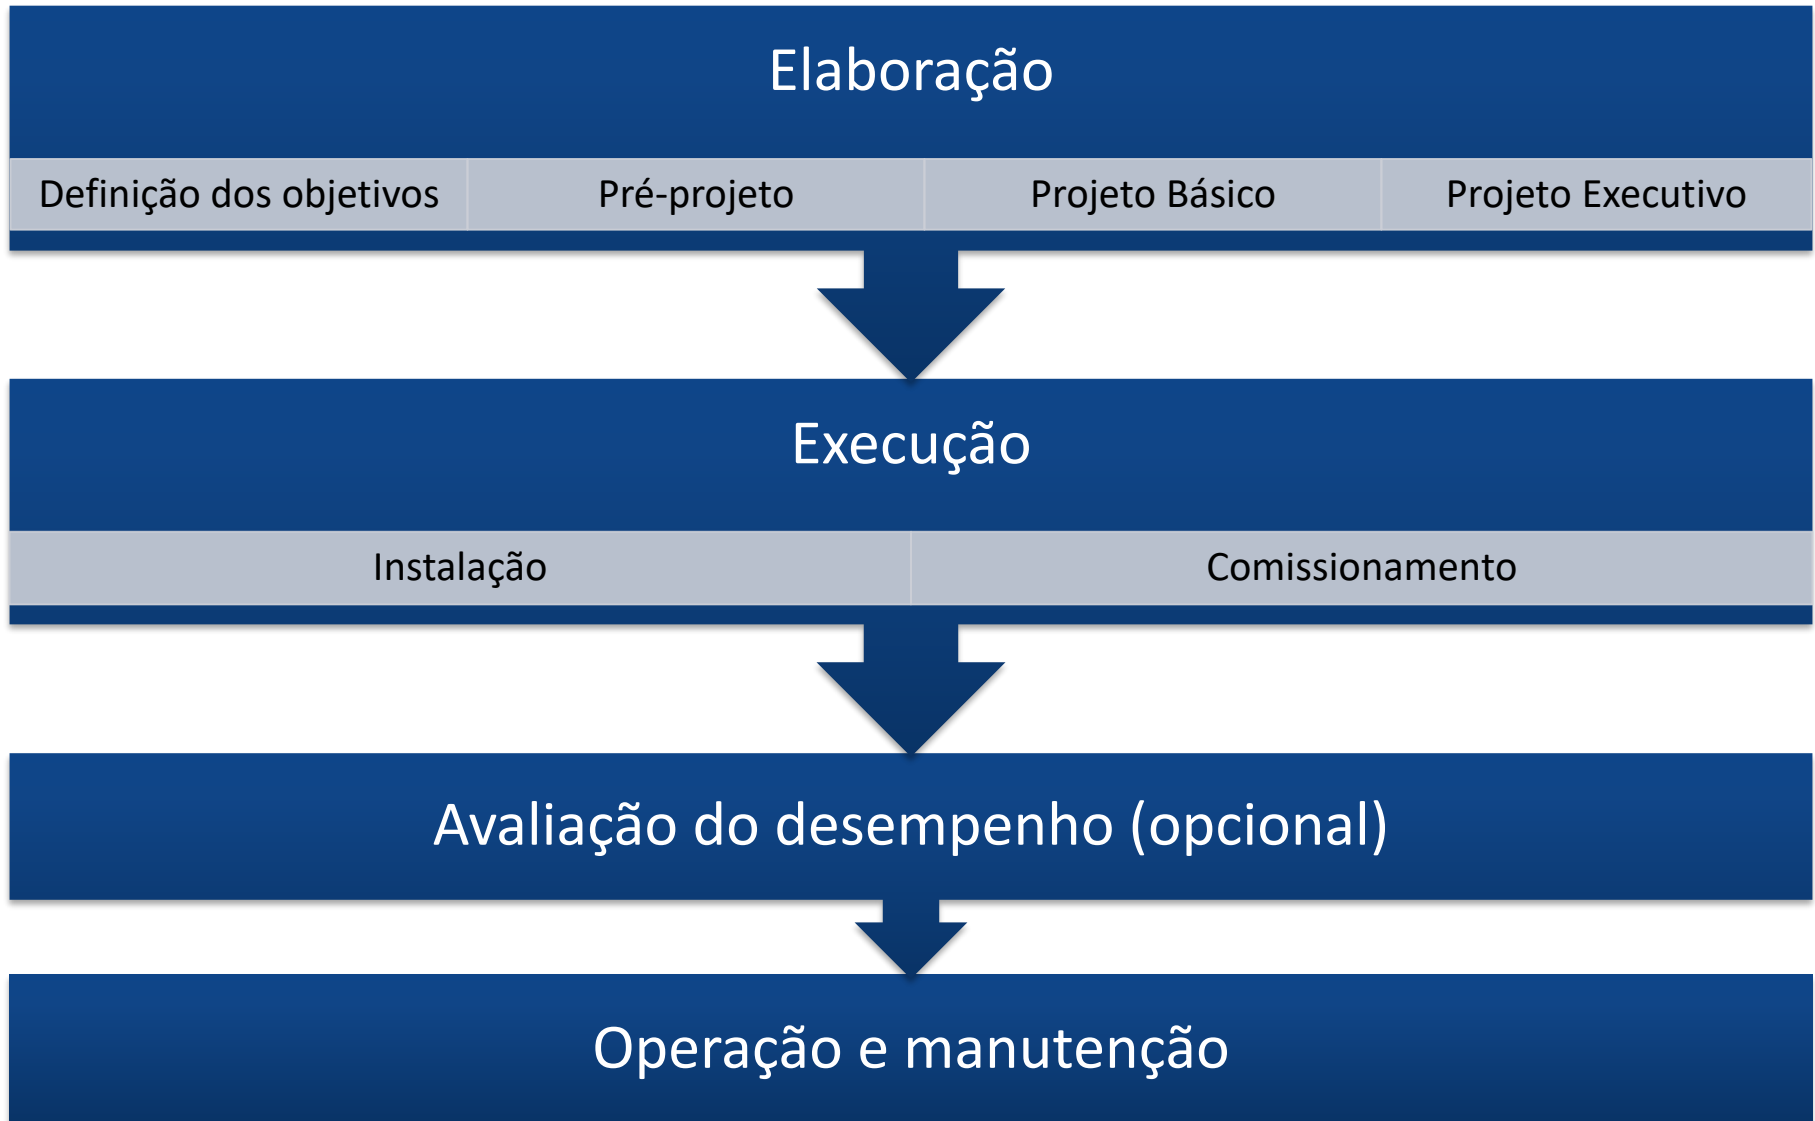 Elaboração
Definição dos objetivos
Pré-projeto
Projeto Básico
Projeto Executivo
Execução
Instalação
Comissionamento
Avaliação do desempenho (opcional)
Operação e manutenção